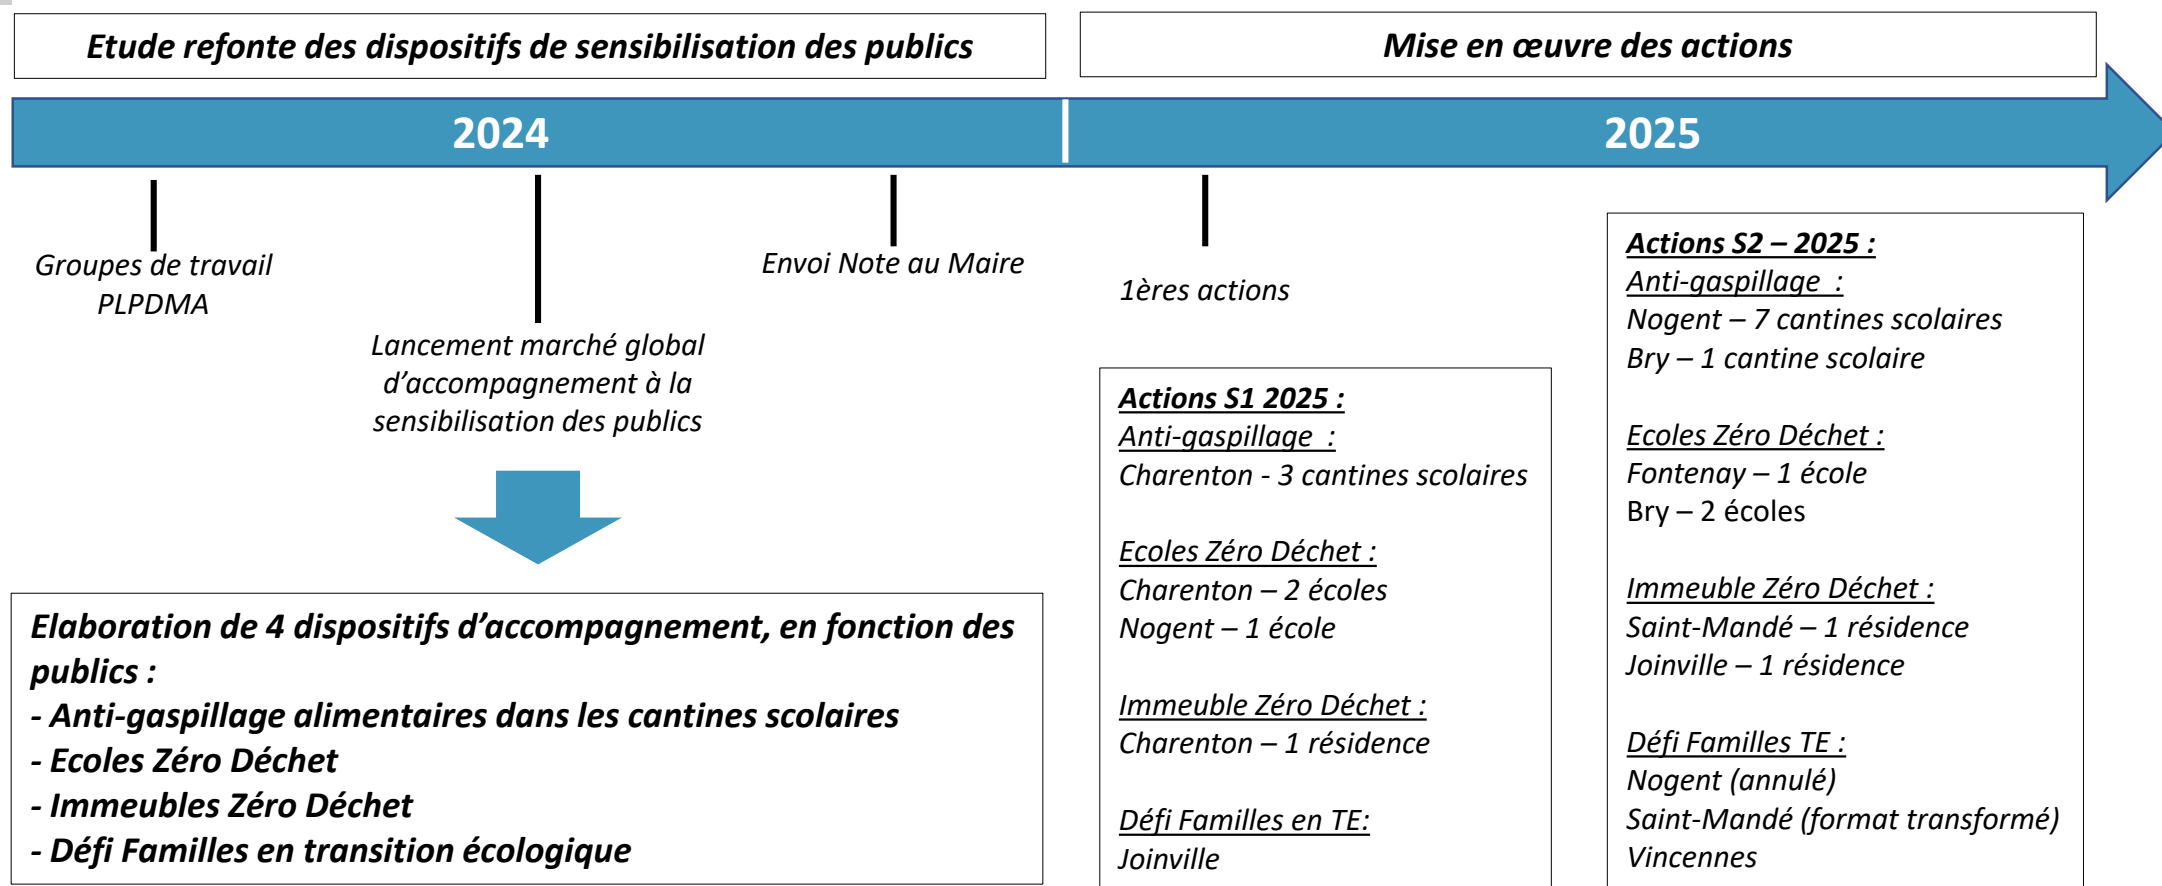 Etude refonte des dispositifs de sensibilisation des publics
Mise en œuvre des actions
2024
2025
Groupes de travail
PLPDMA
Lancement marché global
d’accompagnement à la
sensibilisation des publics
Envoi Note au Maire
1ères actions
Elaboration de 4 dispositifs d’accompagnement, en fonction des
publics :
- Anti-gaspillage alimentaires dans les cantines scolaires
- Ecoles Zéro Déchet
- Immeubles Zéro Déchet
- Défi Familles en transition écologique
Actions S1 2025 :
Anti-gaspillage  :
Charenton - 3 cantines scolaires
Ecoles Zéro Déchet :
Charenton – 2 écoles
Nogent – 1 école
Immeuble Zéro Déchet :
Charenton – 1 résidence
Défi Familles en TE:
Joinville
Actions S2 – 2025 :
Anti-gaspillage  :
Nogent – 7 cantines scolaires
Bry – 1 cantine scolaire
Ecoles Zéro Déchet :
Fontenay – 1 école
Bry – 2 écoles
Immeuble Zéro Déchet :
Saint-Mandé – 1 résidence
Joinville – 1 résidence
Défi Familles TE :
Nogent (annulé)
Saint-Mandé (format transformé)
Vincennes